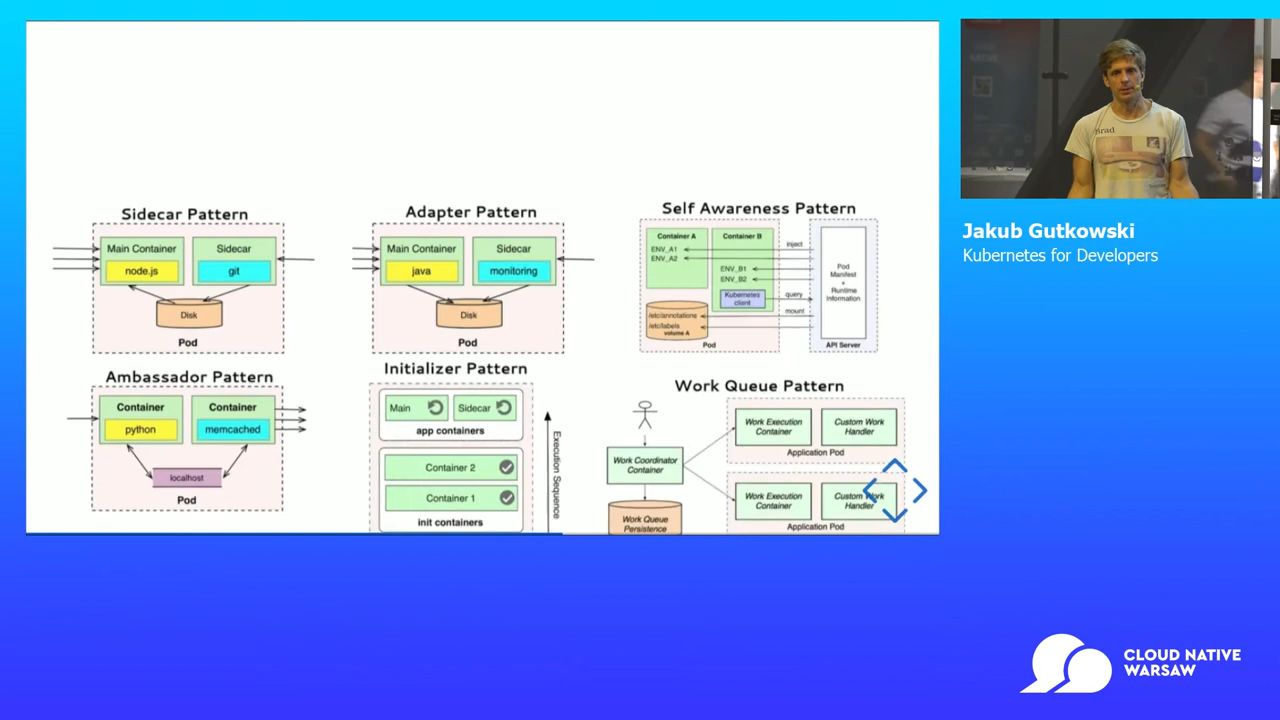 Sidecar Pattern
Main Container
Sidecar
node.js
git
Disk
Pod
Adapter Pattern
Main Container
Sidecar
java
monitoring
Disk
Pod
Self Awareness Pattern
Container A
Container B
ENV_A1
ENV_A2
inject
ENV_B1
ENV_B2
Kubernetes
client
query
mount
/etc/annotations
/etc/labels
volume A
Pod
Pod
Manifest
+
Runtime
Information
API Server
Ambassador Pattern
Container
Container
python
memcached
localhost
Pod
Initializer Pattern
Main
Sidecar
app containers
Container 2
Container 1
init containers
Execution Sequence
Work Queue Pattern
Work Coordinator
Container
Work Queue
Persistence
Work Execution
Container
Custom Work
Handler
Application Pod
Work Execution
Container
Custom Work
Handler
Application Pod
Brad
Jakub Gutkowski
Kubernetes for Developers
CLOUD NATIVE
WARSAW